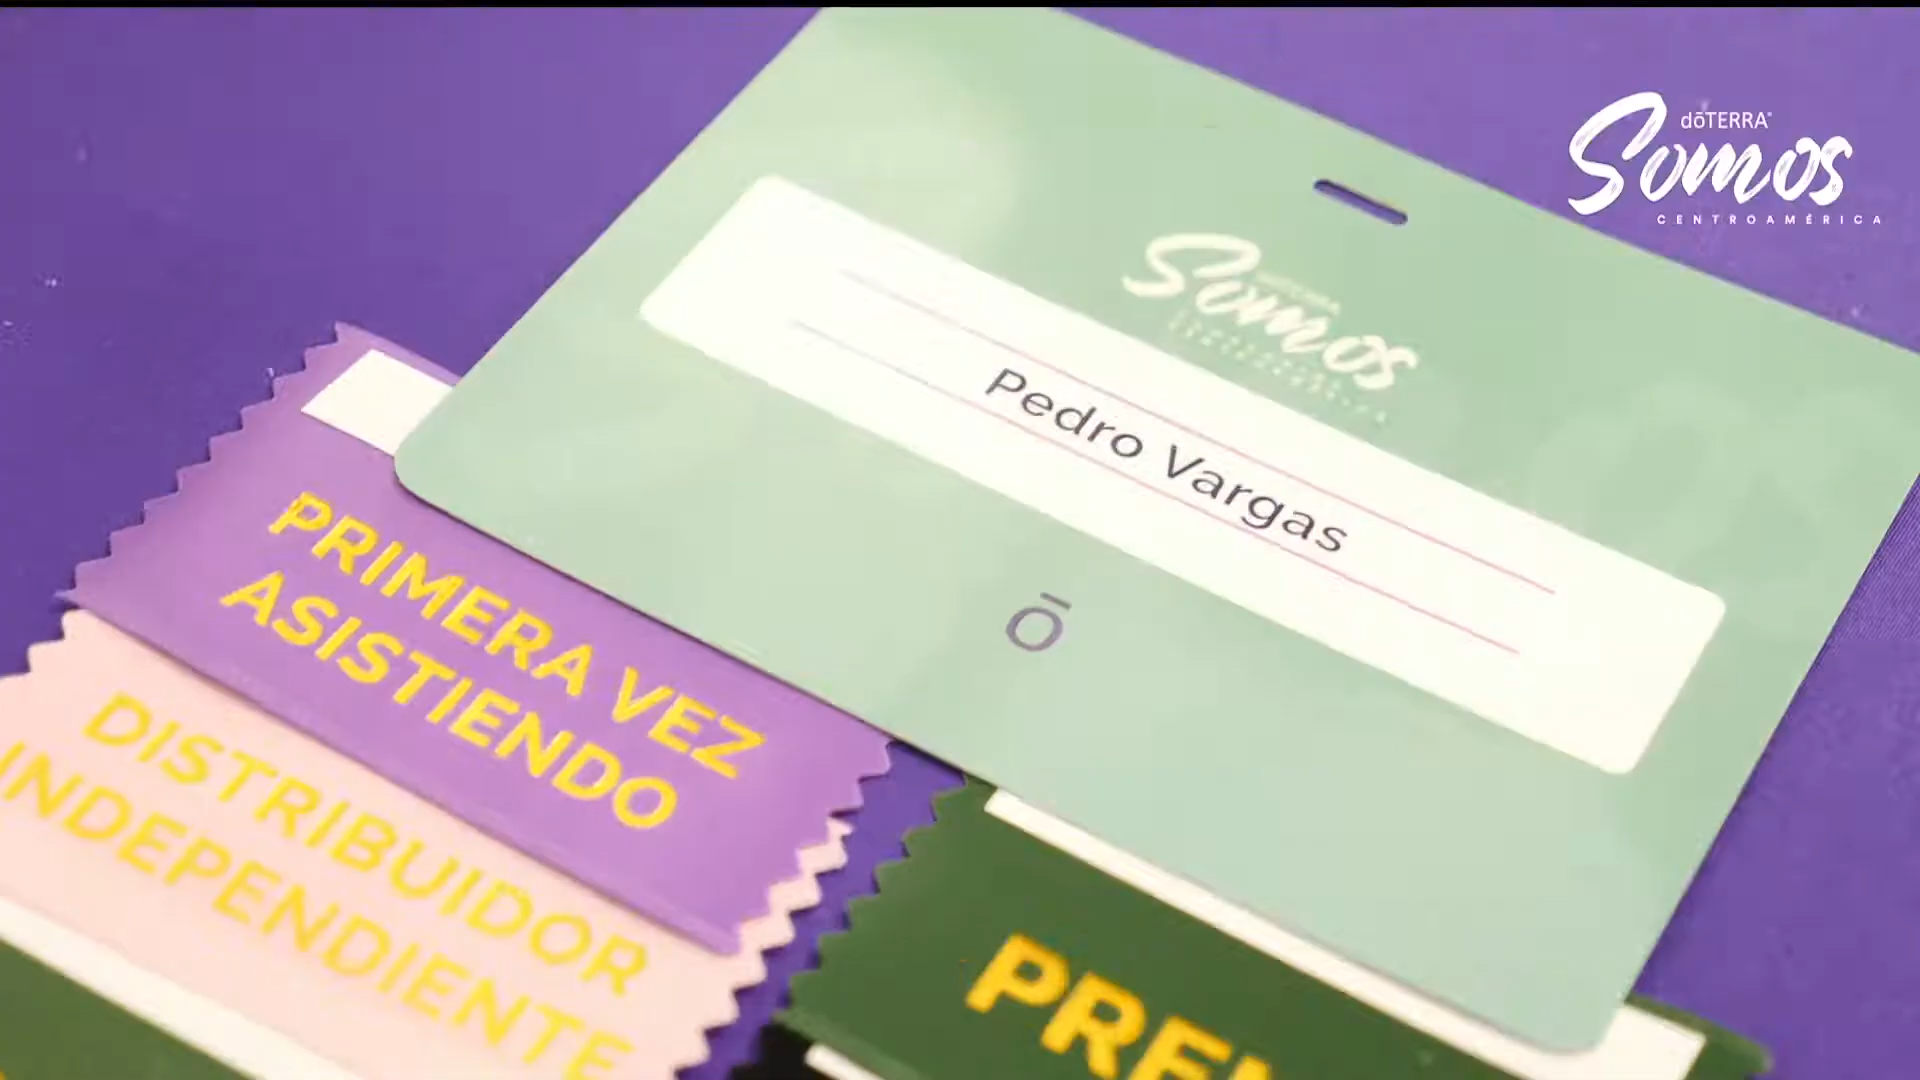 dōTERRA
Somos
CENTROAMÉRICA
Somos
Pedro Vargas
ō
PRIMERA VEZ
ASISTIENDO
DISTRIBUIDOR
INDEPENDIENTE